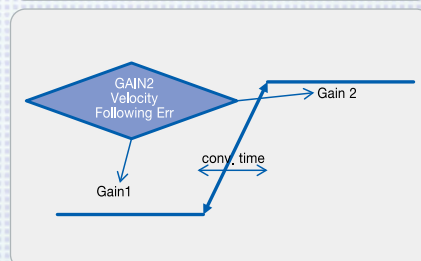 GAIN2
Velocity
Following Err
Gain 2
conv. time
Gain1